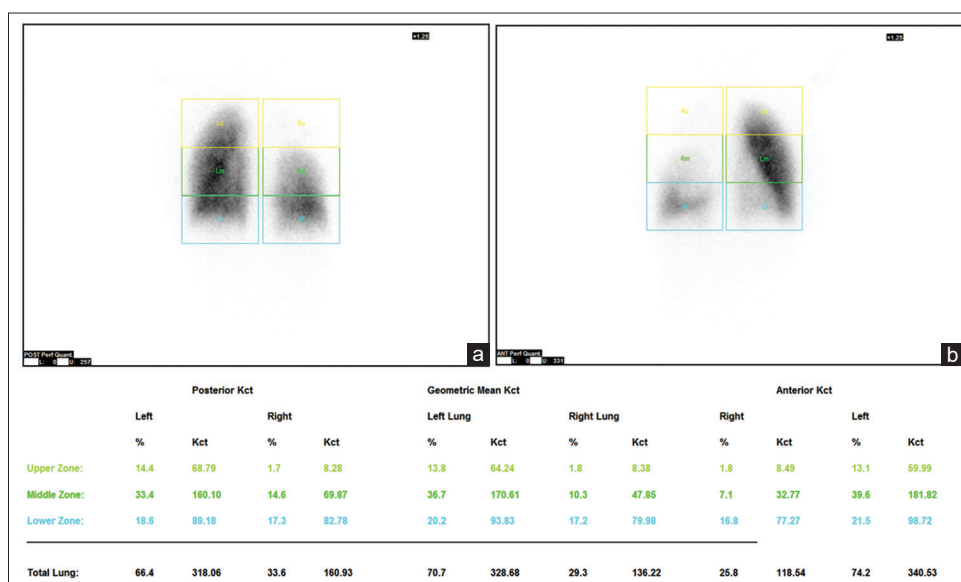 ×1.25
×1.25
Lu Ru
Ru Lu
Lm
Rm Lm
POST Perf Quant.
L: 0 U: 257
a
ANT Perf Quant.
L: 0 U: 331
b
Posterior Kct Geometric Mean Kct Anterior Kct
Left Right Left Lung Right Lung Right Left
% Kct % Kct % Kct % Kct % Kct % Kct
Upper Zone: 14.4 68.79 1.7 8.28 13.8 64.24 1.8 8.38 1.8 8.49 13.1 59.99
Middle Zone: 33.4 160.10 14.6 69.87 36.7 170.61 10.3 47.85 7.1 32.77 39.6 181.82
Lower Zone: 18.6 89.18 17.3 82.78 20.2 93.83 17.2 79.98 16.8 77.27 21.5 98.72
Total Lung: 66.4 318.06 33.6 160.93 70.7 328.68 29.3 136.22 25.8 118.54 74.2 340.53